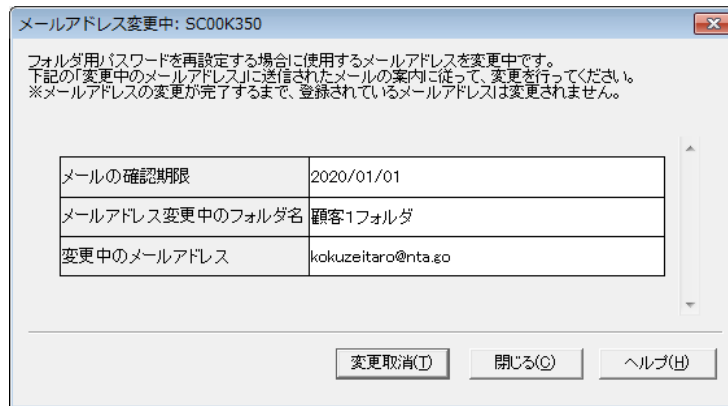 メールアドレス変更中: SC00K350
フォルダ用パスワードを再設定する場合に使用するメールアドレスを変更中です。
下記の「変更中のメールアドレス」に送信されたメールの案内に従って、変更を行ってください。
※メールアドレスの変更が完了するまで、登録されているメールアドレスは変更されません。
メールの確認期限 2020/01/01
メールアドレス変更中のフォルダ名 顧客1フォルダ
変更中のメールアドレス kokuzeitaro@nta.go
変更取消(T) 閉じる(C) ヘルプ(H)